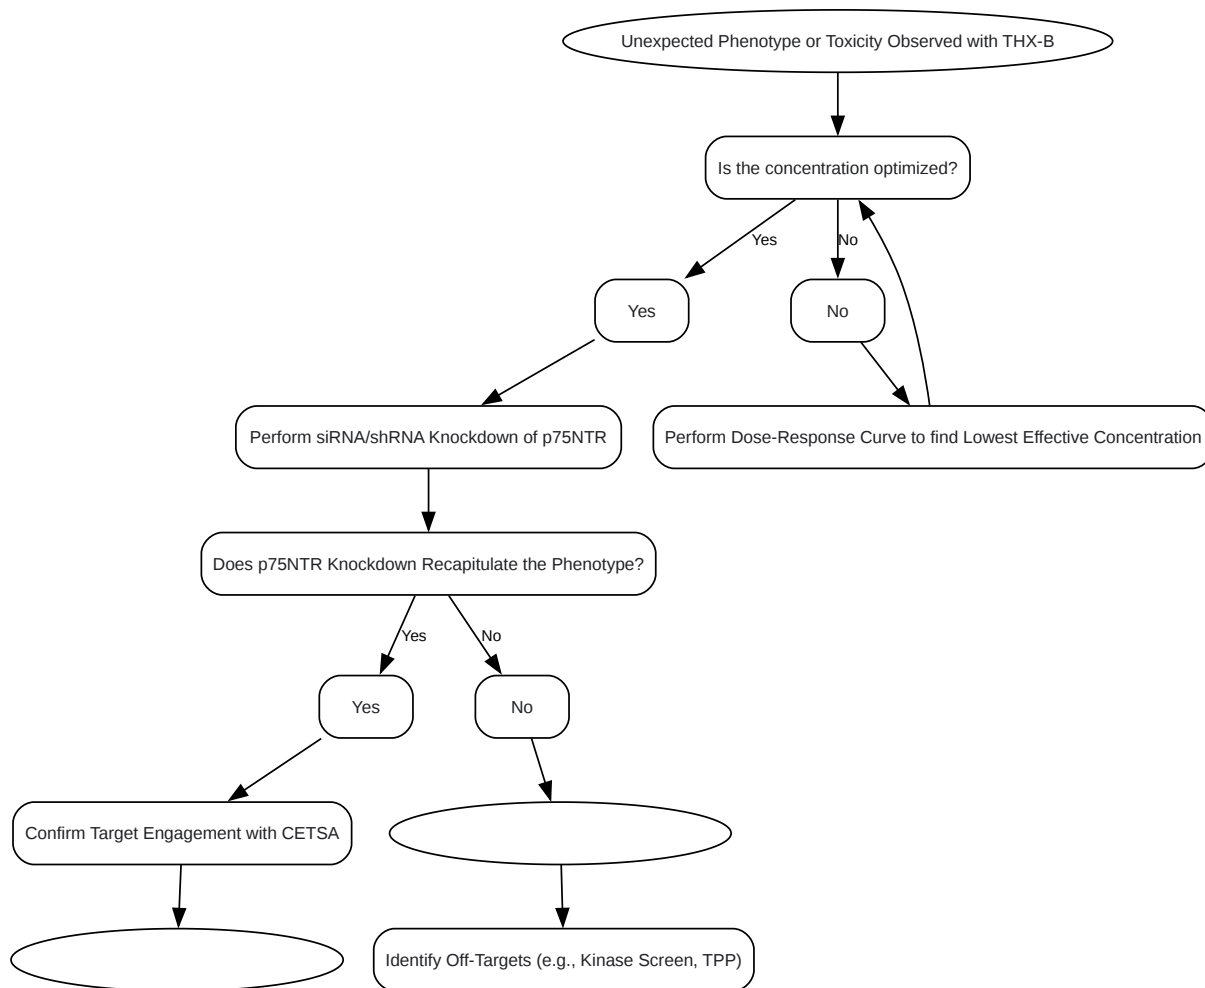 Unexpected Phenotype or Toxicity Observed with THX-B
Is the concentration optimized?
Yes
No
Yes
No
Perform siRNA/shRNA Knockdown of p75NTR
Perform Dose-Response Curve to find Lowest Effective Concentration
Does p75NTR Knockdown Recapitulate the Phenotype?
Yes
No
Yes
No
Confirm Target Engagement with CETSA
Identify Off-Targets (e.g., Kinase Screen, TPP)